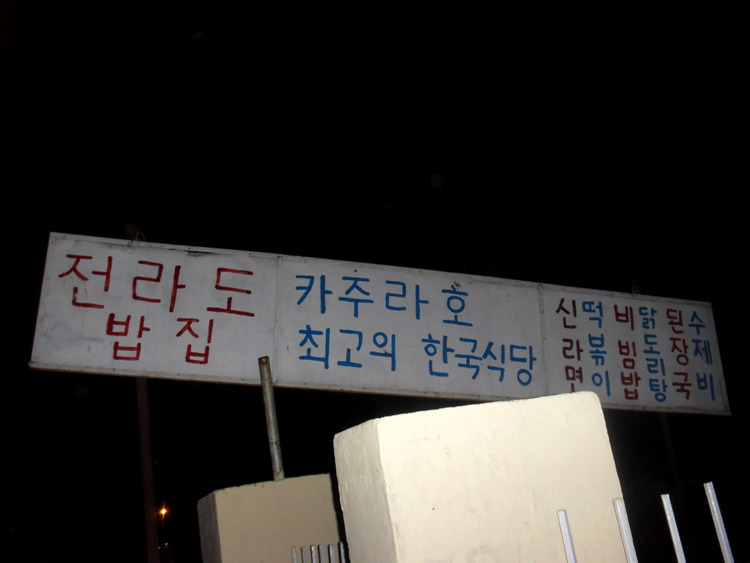 전라도
밥집
카주라호
최고의 한국식당
신라면
떡볶이
비빔밥
닭도리탕
된장국
수제비